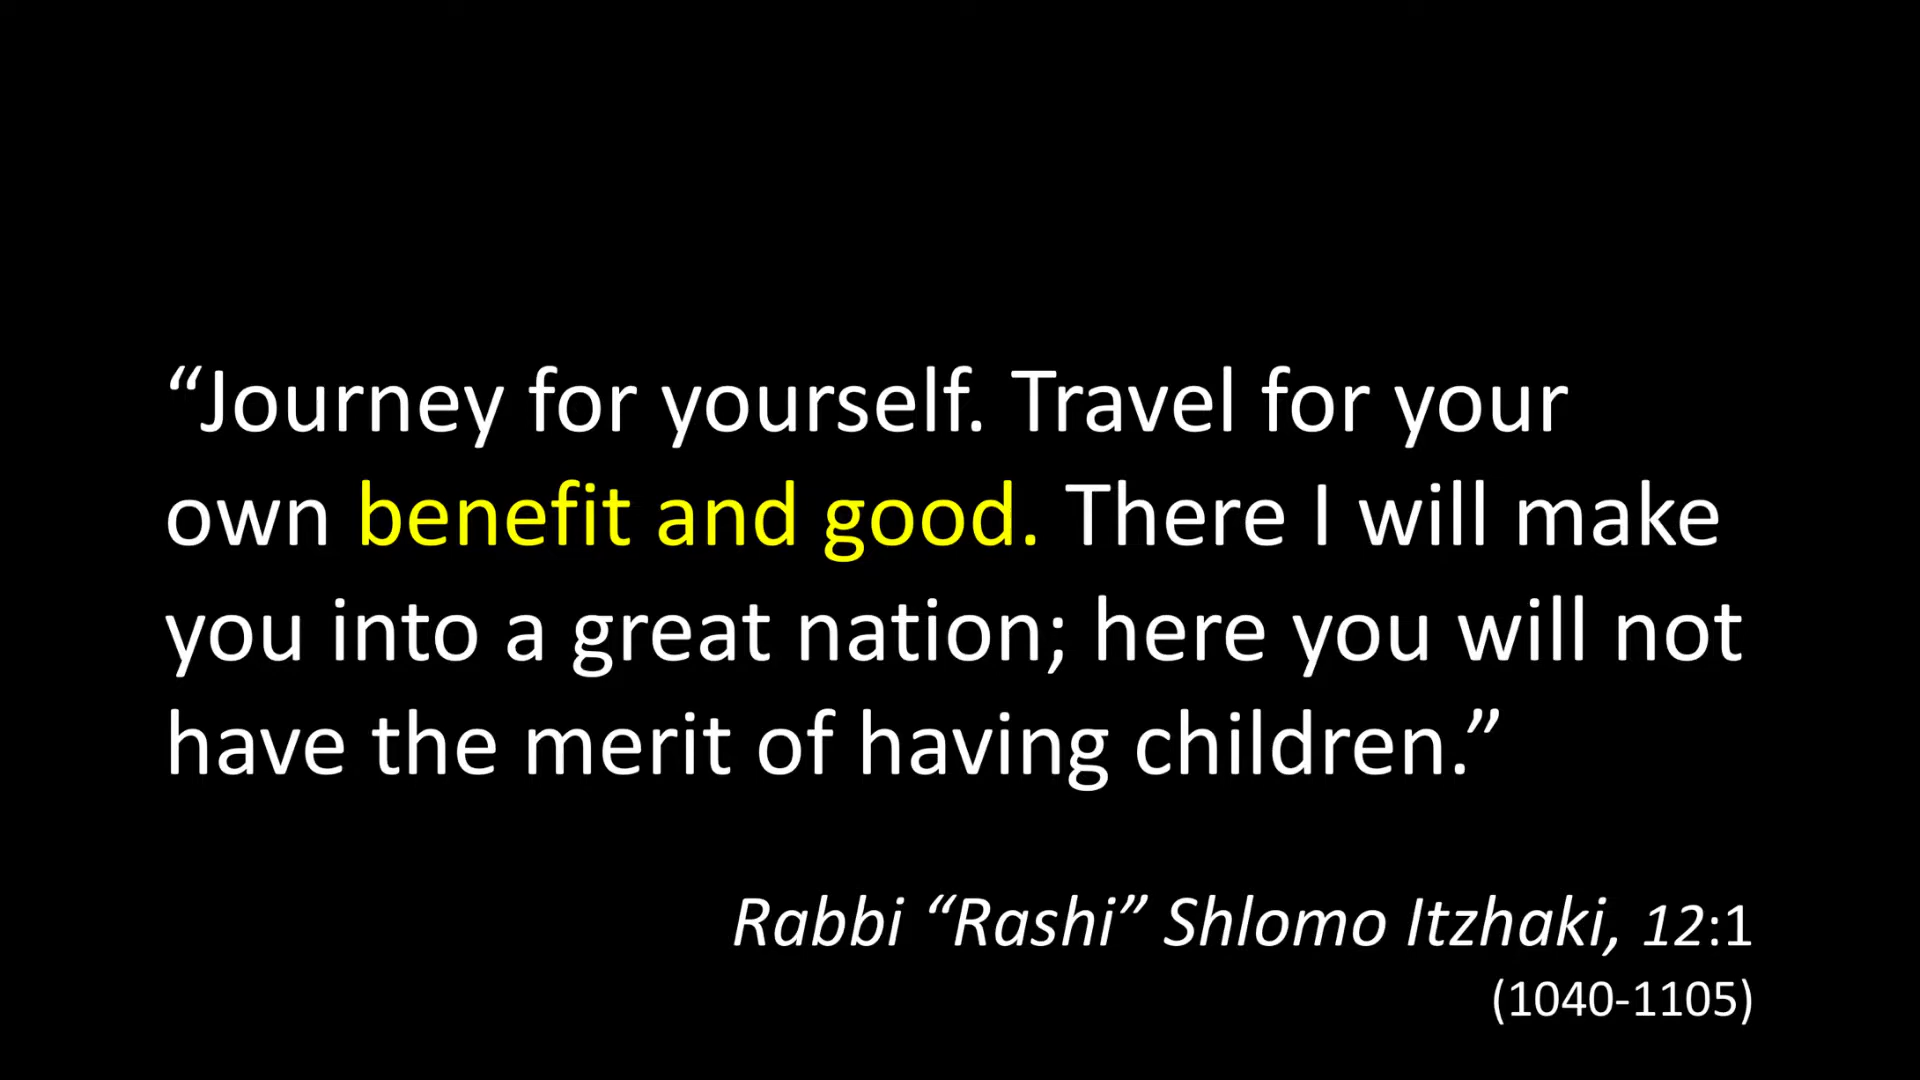 “Journey for yourself. Travel for your
own benefit and good. There I will make
you into a great nation; here you will not
have the merit of having children.”
Rabbi “Rashi” Shlomo Itzhaki, 12:1
(1040-1105)